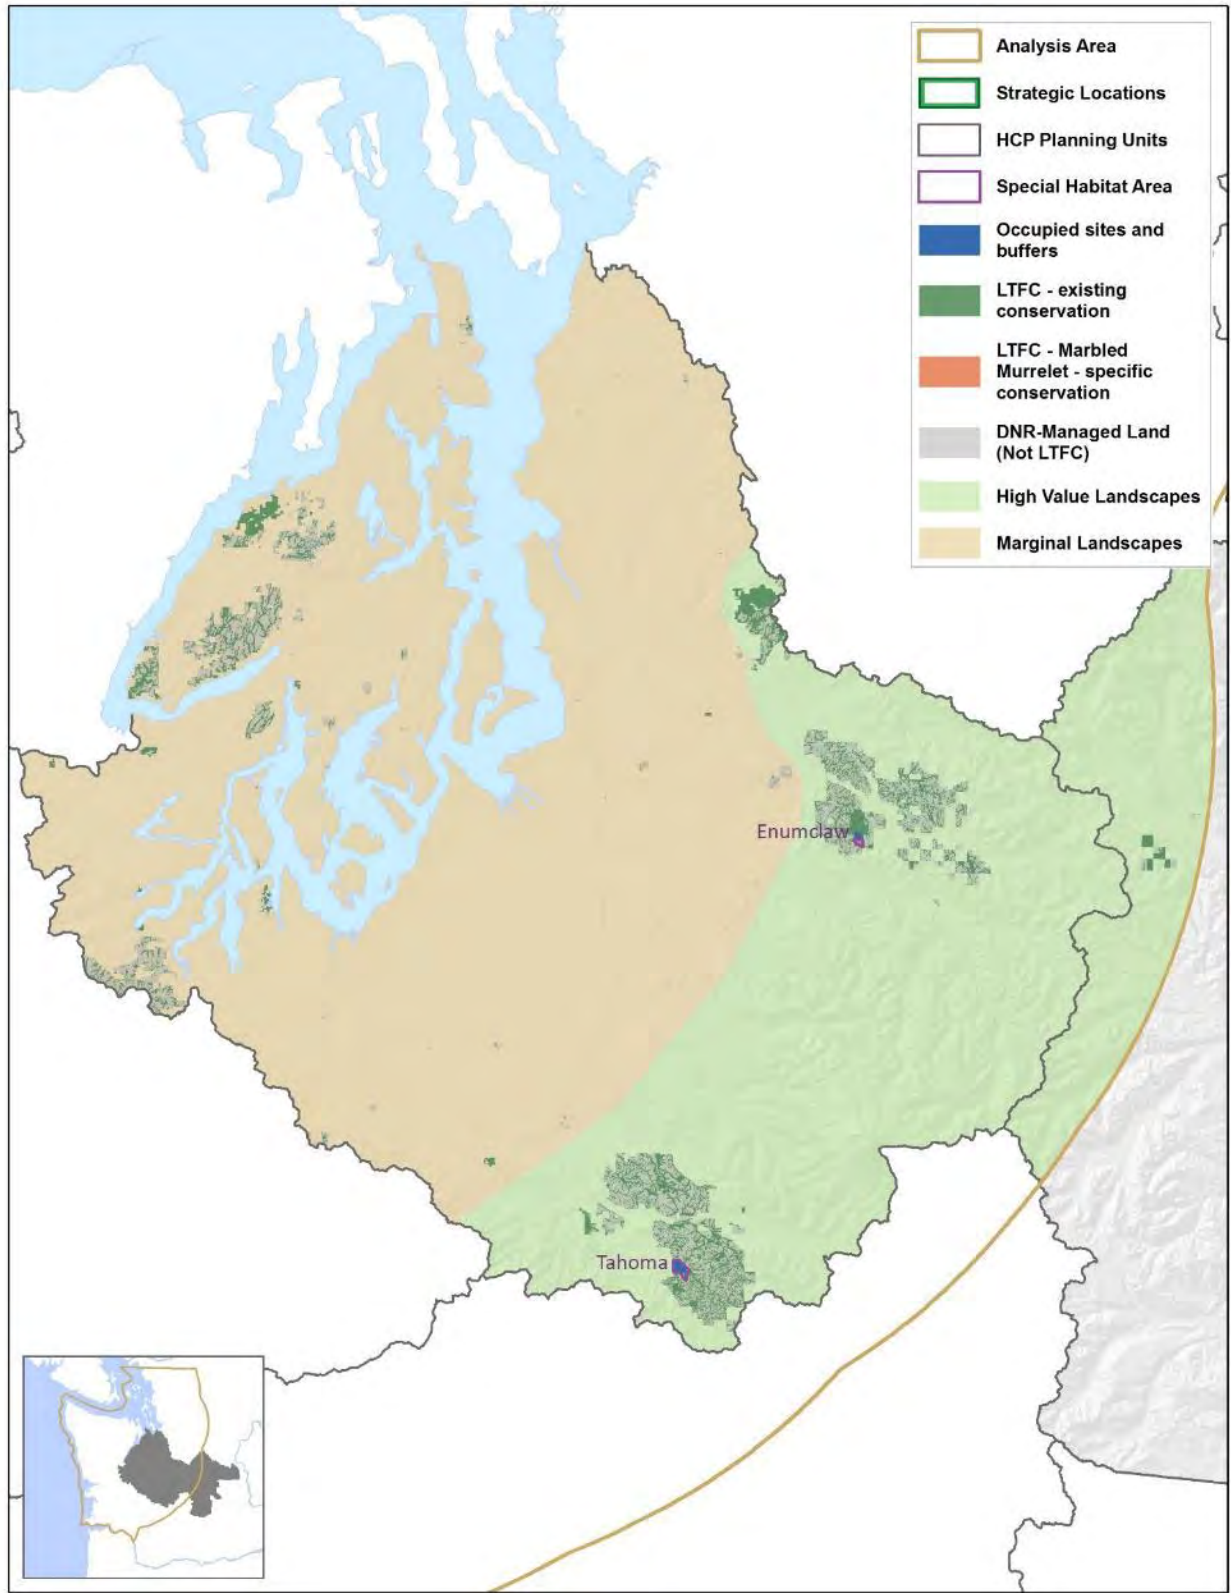 Analysis Area
Strategic Locations
HCP Planning Units
Special Habitat Area
Occupied sites and
buffers
LTFC - existing
conservation
LTFC - Marbled
Murrelet - specific
conservation
DNR-Managed Land
(Not LTFC)
High Value Landscapes
Marginal Landscapes
Enumclaw
Tahoma